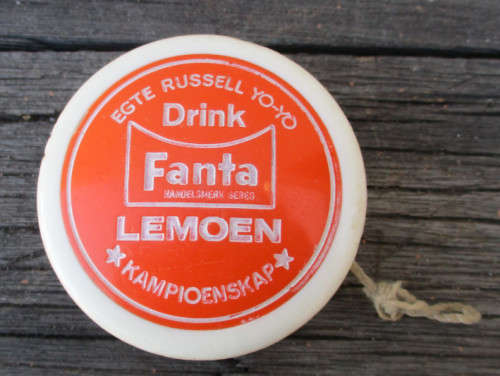 EGTE RUSSELL YO-YO
Drink
Fanta
HANDELSMERK GEREG
LEMOEN
KAMPIOENSKAP